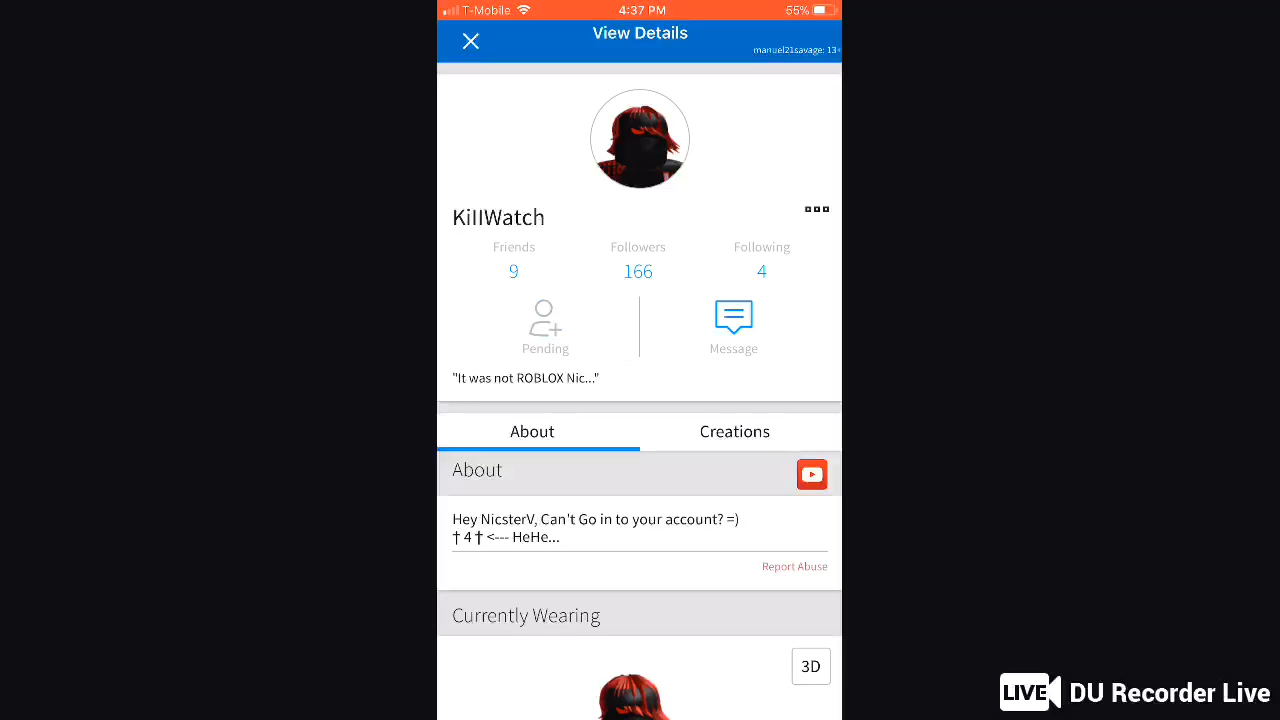 T-Mobile 4:37 PM 55%
View Details
manuel21savage: 13+
KiIIWatch
Friends Followers Following
9 166 4
Pending Message
"It was not ROBLOX Nic..."
About Creations
About
Hey NicsterV, Can't Go in to your account? =)
† 4 † <--- HeHe...
Report Abuse
Currently Wearing
3D
LIVE DU Recorder Live